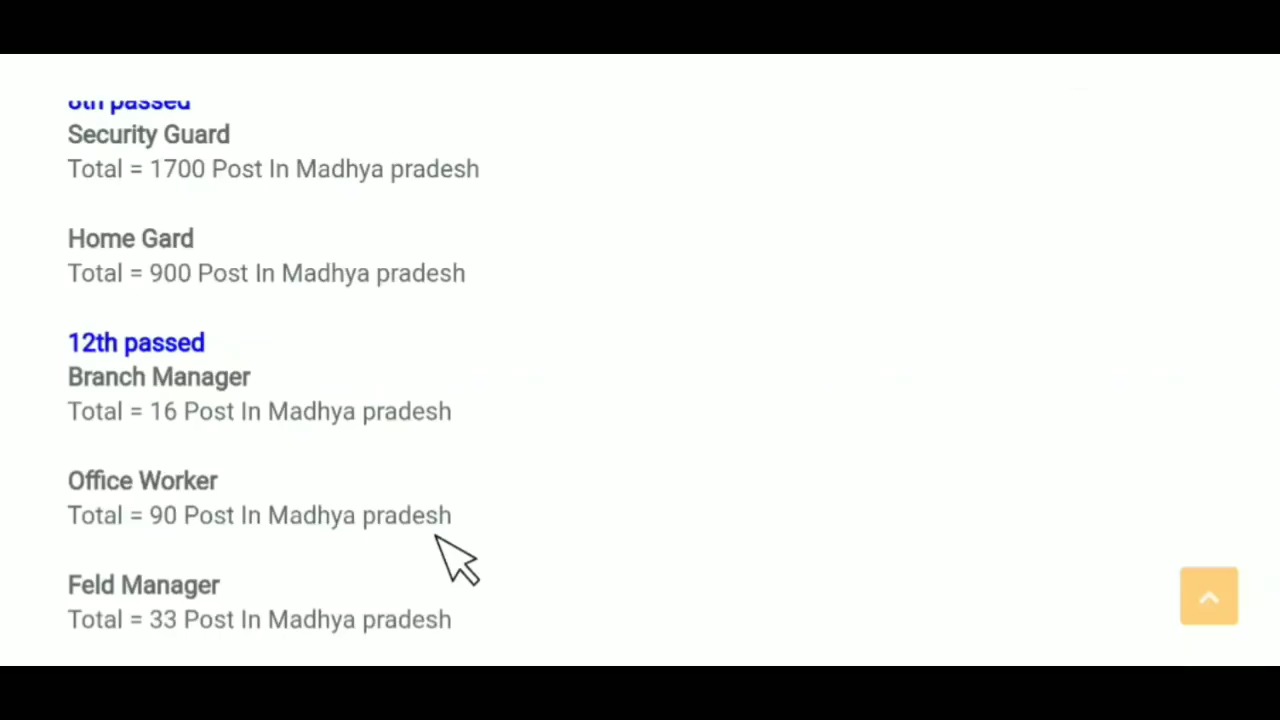 passed
Security Guard
Total = 1700 Post In Madhya pradesh
Home Gard
Total = 900 Post In Madhya pradesh
12th passed
Branch Manager
Total = 16 Post In Madhya pradesh
Office Worker
Total = 90 Post In Madhya pradesh
Feld Manager
Total = 33 Post In Madhya pradesh